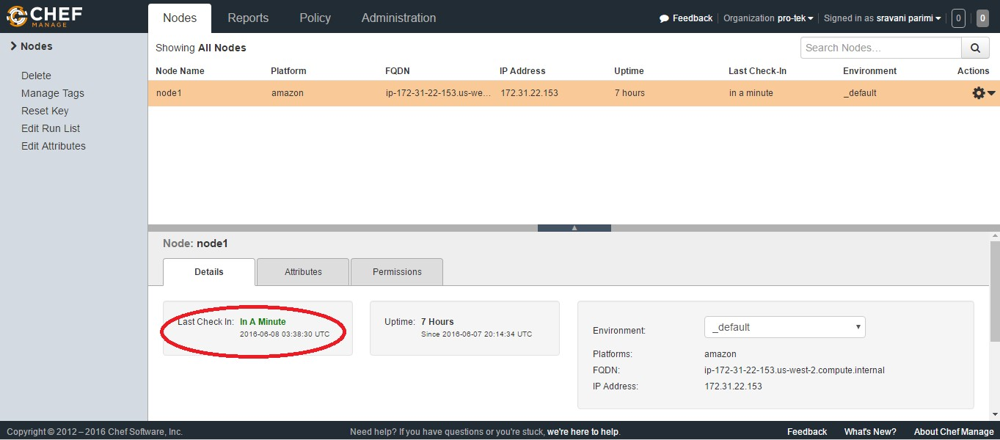 CHEF
MANAGE
Nodes Reports Policy Administration
Feedback Organization pro-tek Signed in as sravani parimi 0 0
Nodes
Delete
Manage Tags
Reset Key
Edit Run List
Edit Attributes
Showing All Nodes
Search Nodes...
Node Name Platform FQDN IP Address Uptime Last Check-In Environment Actions
node1 amazon ip-172-31-22-153.us-we... 172.31.22.153 7 hours in a minute _default
Node: node1
Details Attributes Permissions
Last Check In: In A Minute
2016-06-08 03:38:30 UTC
Uptime: 7 Hours
Since 2016-06-07 20:14:34 UTC
Environment: _default
Platforms: amazon
FQDN: ip-172-31-22-153.us-west-2.compute.internal
IP Address: 172.31.22.153
Copyright © 2012 – 2016 Chef Software, Inc. Need help? If you have questions or you're stuck, we're here to help. Feedback What's New? About Chef Manage